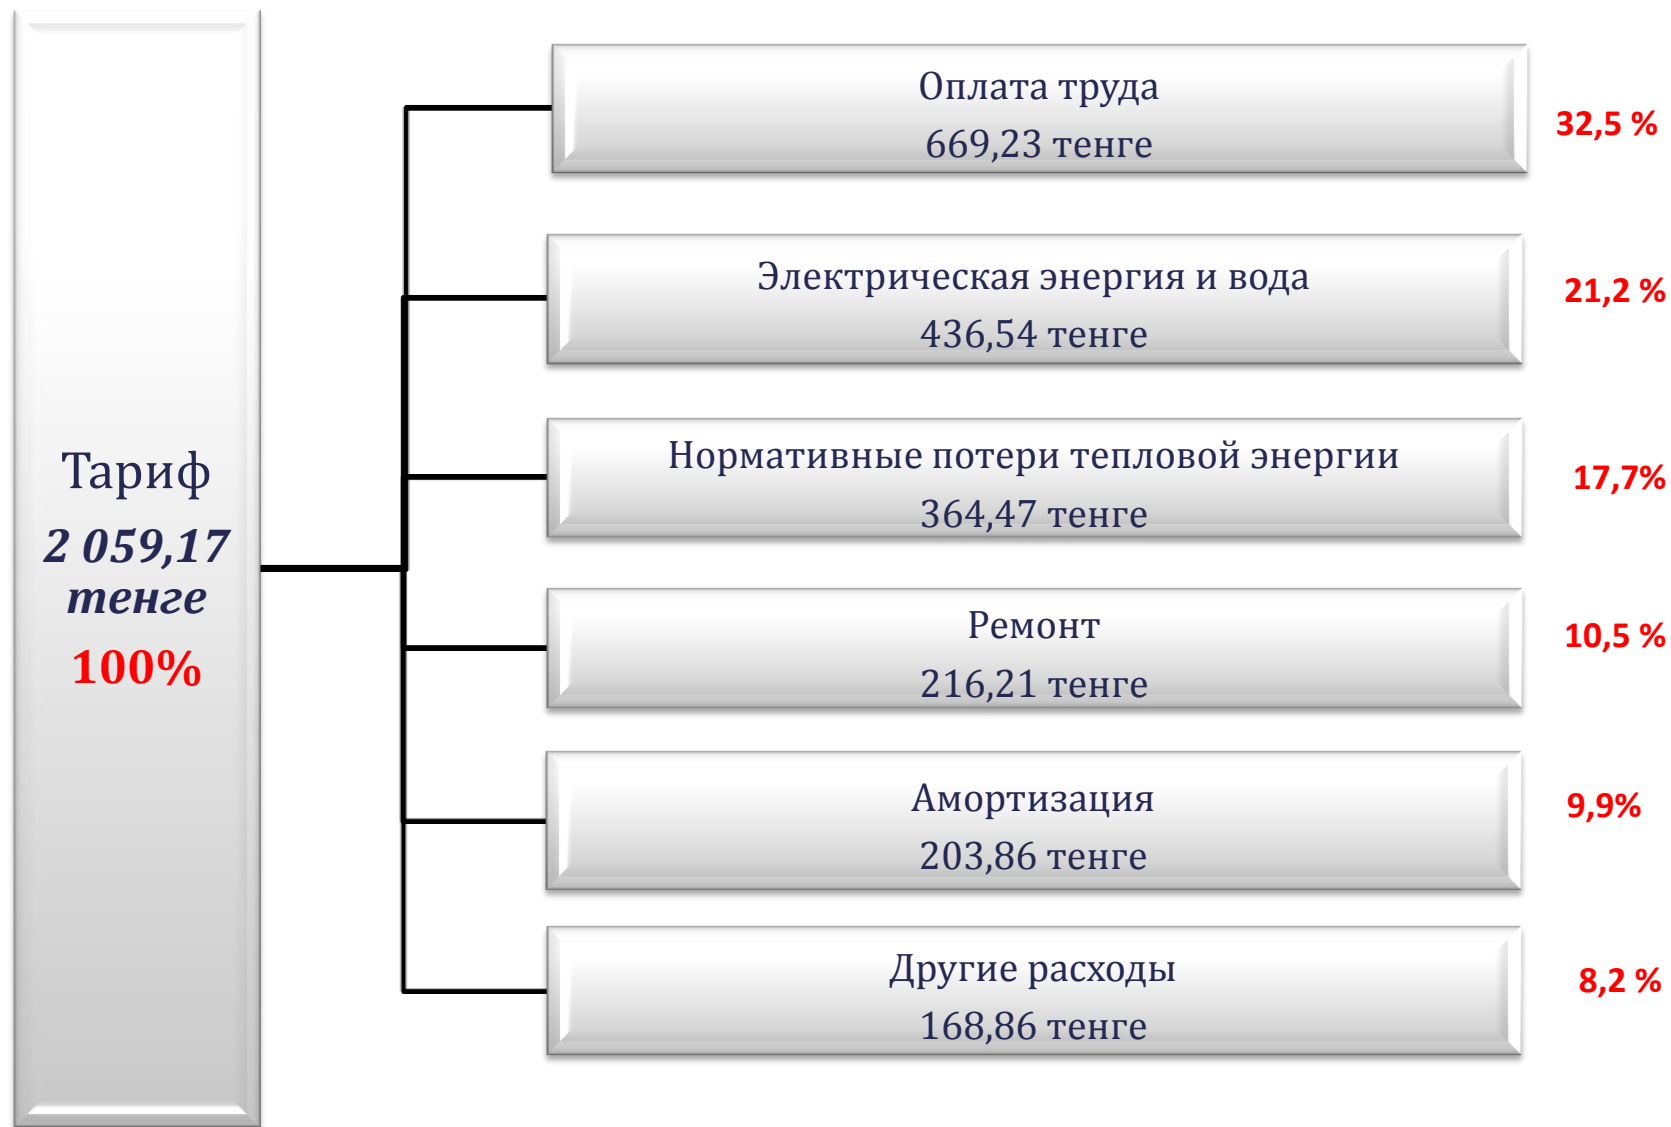 Тариф
2 059,17
тенге
100%
Оплата труда
669,23 тенге
32,5 %
Электрическая энергия и вода
436,54 тенге
21,2 %
Нормативные потери тепловой энергии
364,47 тенге
17,7%
Ремонт
216,21 тенге
10,5 %
Амортизация
203,86 тенге
9,9%
Другие расходы
168,86 тенге
8,2 %